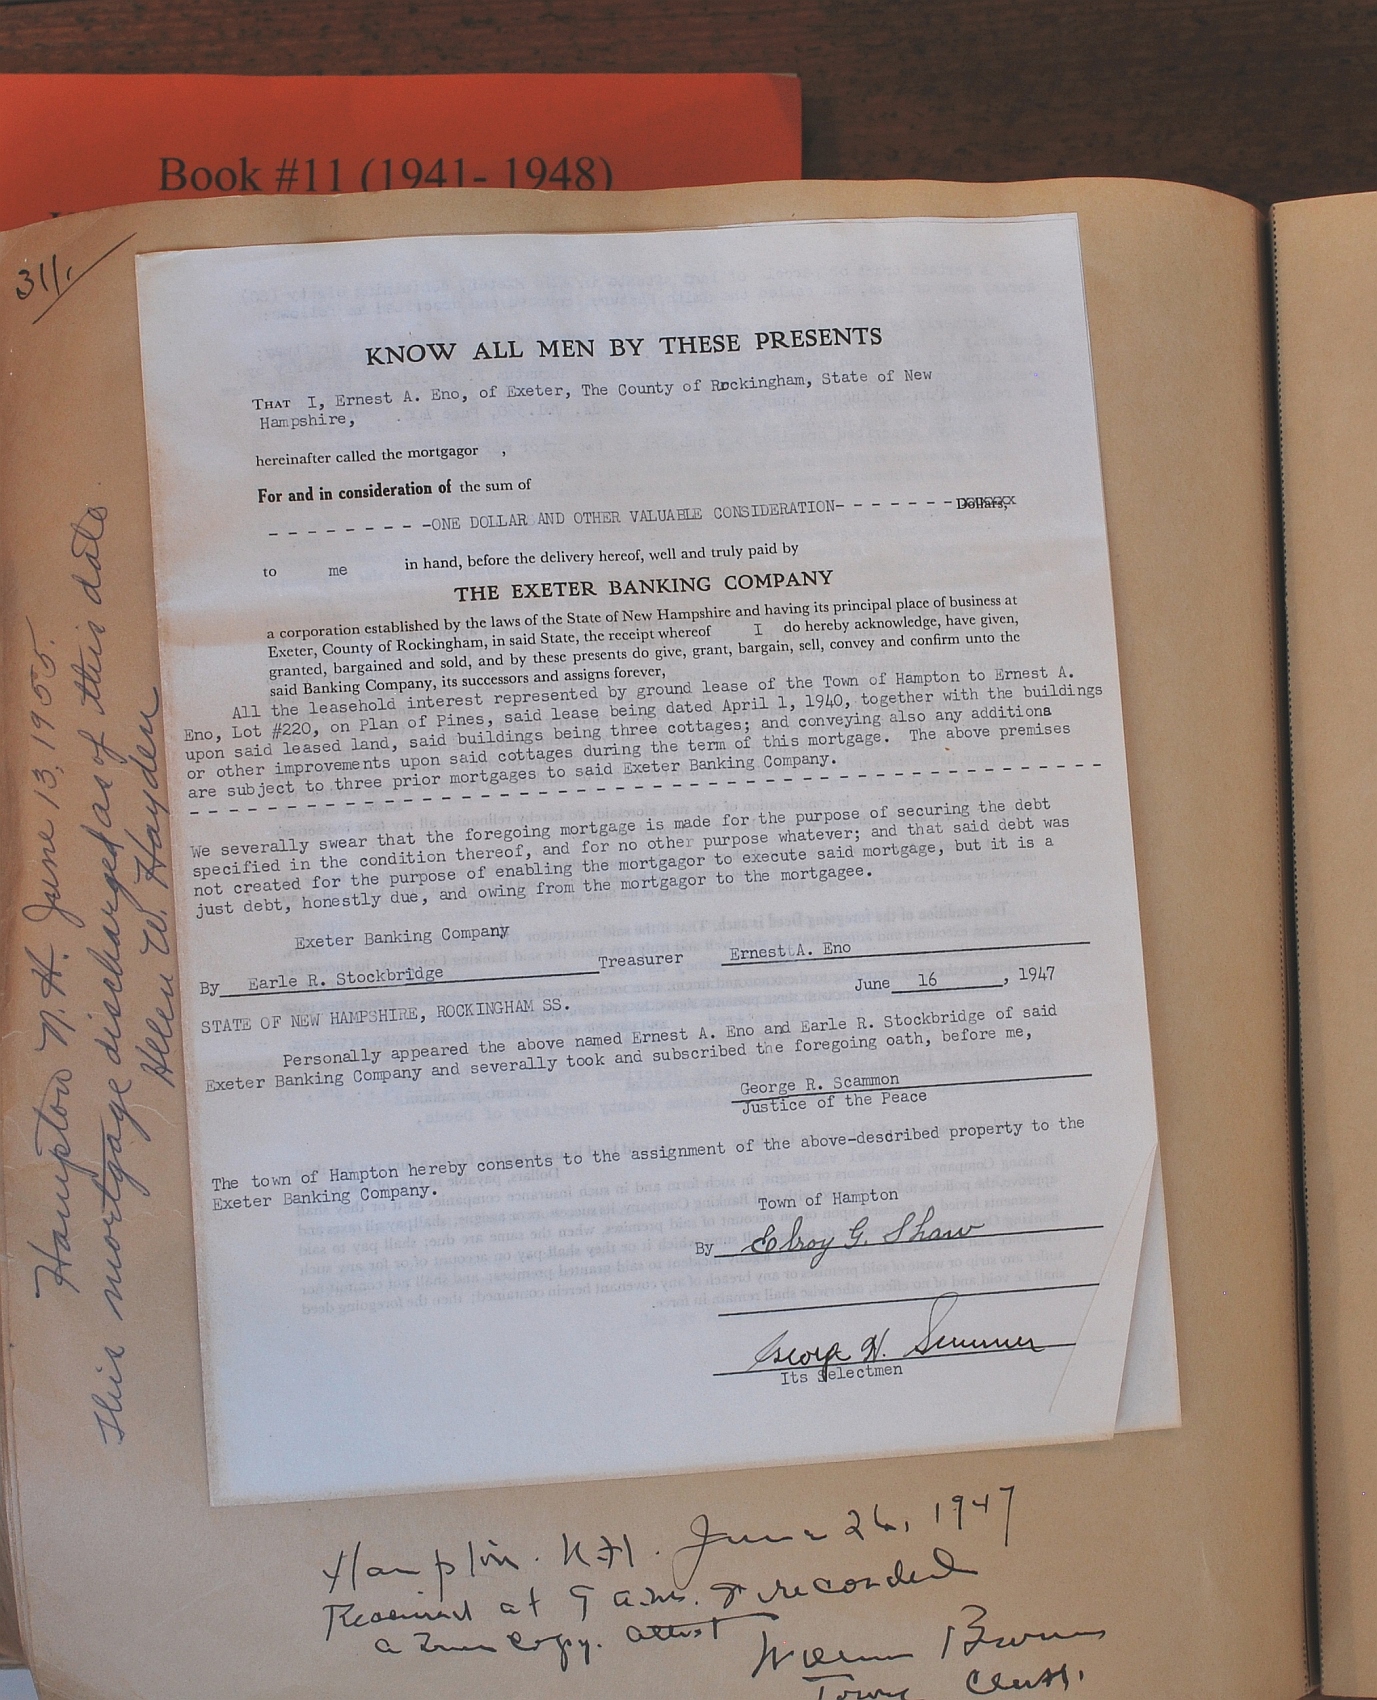 Book #11 (1941- 1948)
311.
KNOW ALL MEN BY THESE PRESENTS
THAT I, Ernest A. Eno, of Exeter, The County of Rockingham, State of New
Hampshire,
hereinafter called the mortgagor ,
For and in consideration of the sum of
- - - - - - - -ONE DOLLAR AND OTHER VALUABLE CONSIDERATION- - - - - - - Dollars,
to me in hand, before the delivery hereof, well and truly paid by
THE EXETER BANKING COMPANY
a corporation established by the laws of the State of New Hampshire and having its principal place of business at
Exeter, County of Rockingham, in said State, the receipt whereof I do hereby acknowledge, have given,
granted, bargained and sold, and by these presents do give, grant, bargain, sell, convey and confirm unto the
said Banking Company, its successors and assigns forever,
All the leasehold interest represented by ground lease of the Town of Hampton to Ernest A.
Eno, Lot #220, on Plan of Pines, said lease being dated April 1, 1940, together with the buildings
upon said leased land, said buildings being three cottages; and conveying also any additions
or other improvements upon said cottages during the term of this mortgage. The above premises
are subject to three prior mortgages to said Exeter Banking Company.
We severally swear that the foregoing mortgage is made for the purpose of securing the debt
specified in the condition thereof, and for no other purpose whatever; and that said debt was
not created for the purpose of enabling the mortgagor to execute said mortgage, but it is a
just debt, honestly due, and owing from the mortgagor to the mortgagee.
Exeter Banking Company
By Earle R. Stockbridge Treasurer Ernest A. Eno
June 16, 1947
STATE OF NEW HAMPSHIRE, ROCKINGHAM SS.
Personally appeared the above named Ernest A. Eno and Earle R. Stockbridge of said
Exeter Banking Company and severally took and subscribed the foregoing oath, before me,
George R. Scammon
Justice of the Peace
The town of Hampton hereby consents to the assignment of the above-described property to the
Exeter Banking Company.
Town of Hampton
By Elroy G. Shaw
George H. Sumner
Its Selectmen
Hampton N. H. June 13, 1955.
This mortgage discharged as of this date
Helen W. Hayden
Hampton. N.H. June 26, 1947
Received at 9 a.m. & recorded
a True Copy. Attest
Brown
Town Clerk.